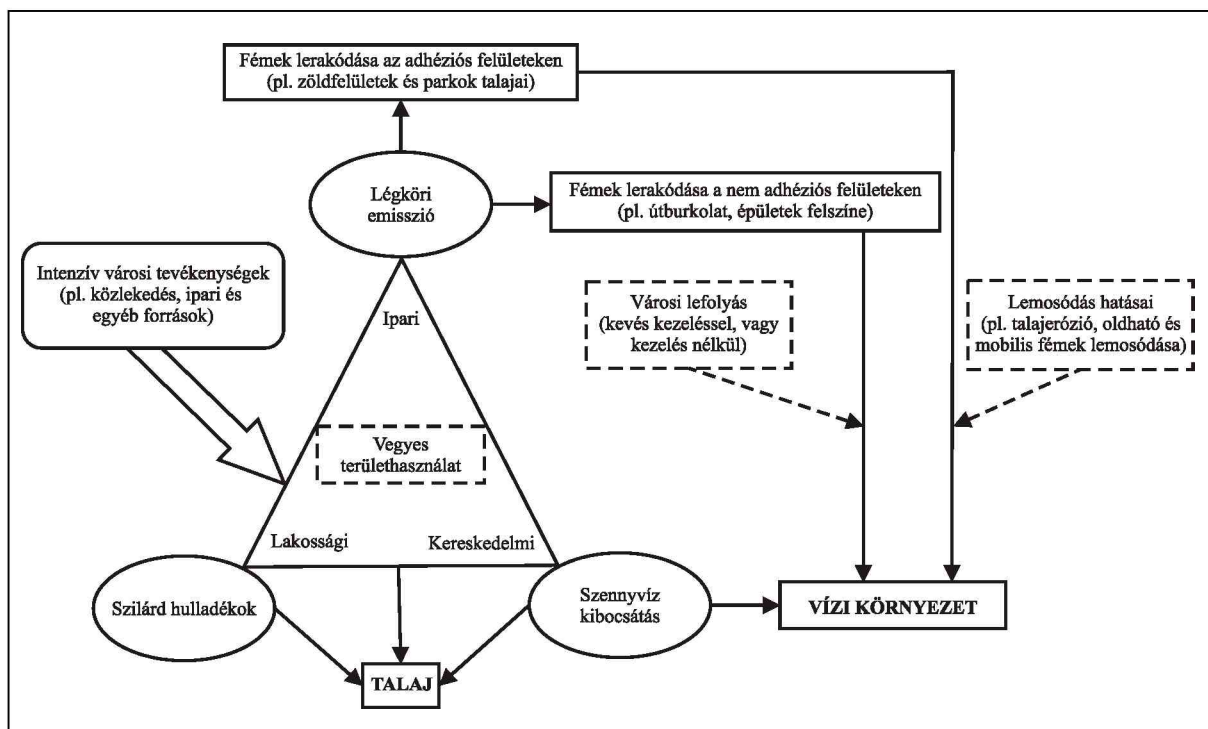 Fémek lerakódása az adhéziós felületeken
(pl. zöldfelületek és parkok talajai)
Légköri
emisszió
Fémek lerakódása a nem adhéziós felületeken
(pl. útburkolat, épületek felszíne)
Intenzív városi tevékenységek
(pl. közlekedés, ipari és
egyéb források)
Ipari
Városi lefolyás
(kevés kezeléssel, vagy
kezelés nélkül)
Lemosódás hatásai
(pl. talajerózió, oldható és
mobilis fémek lemosódása)
Vegyes
területhasználat
Lakossági
Kereskedelmi
Szilárd hulladékok
Szennyvíz
kibocsátás
VÍZI KÖRNYEZET
TALAJ